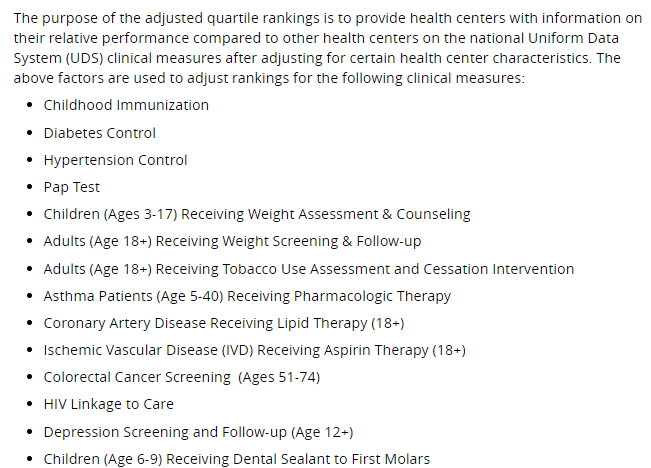 The purpose of the adjusted quartile rankings is to provide health centers with information on
their relative performance compared to other health centers on the national Uniform Data
System (UDS) clinical measures after adjusting for certain health center characteristics. The
above factors are used to adjust rankings for the following clinical measures:
• Childhood Immunization
• Diabetes Control
• Hypertension Control
• Pap Test
• Children (Ages 3-17) Receiving Weight Assessment & Counseling
• Adults (Age 18+) Receiving Weight Screening & Follow-up
• Adults (Age 18+) Receiving Tobacco Use Assessment and Cessation Intervention
• Asthma Patients (Age 5-40) Receiving Pharmacologic Therapy
• Coronary Artery Disease Receiving Lipid Therapy (18+)
• Ischemic Vascular Disease (IVD) Receiving Aspirin Therapy (18+)
• Colorectal Cancer Screening (Ages 51-74)
• HIV Linkage to Care
• Depression Screening and Follow-up (Age 12+)
• Children (Age 6-9) Receiving Dental Sealant to First Molars